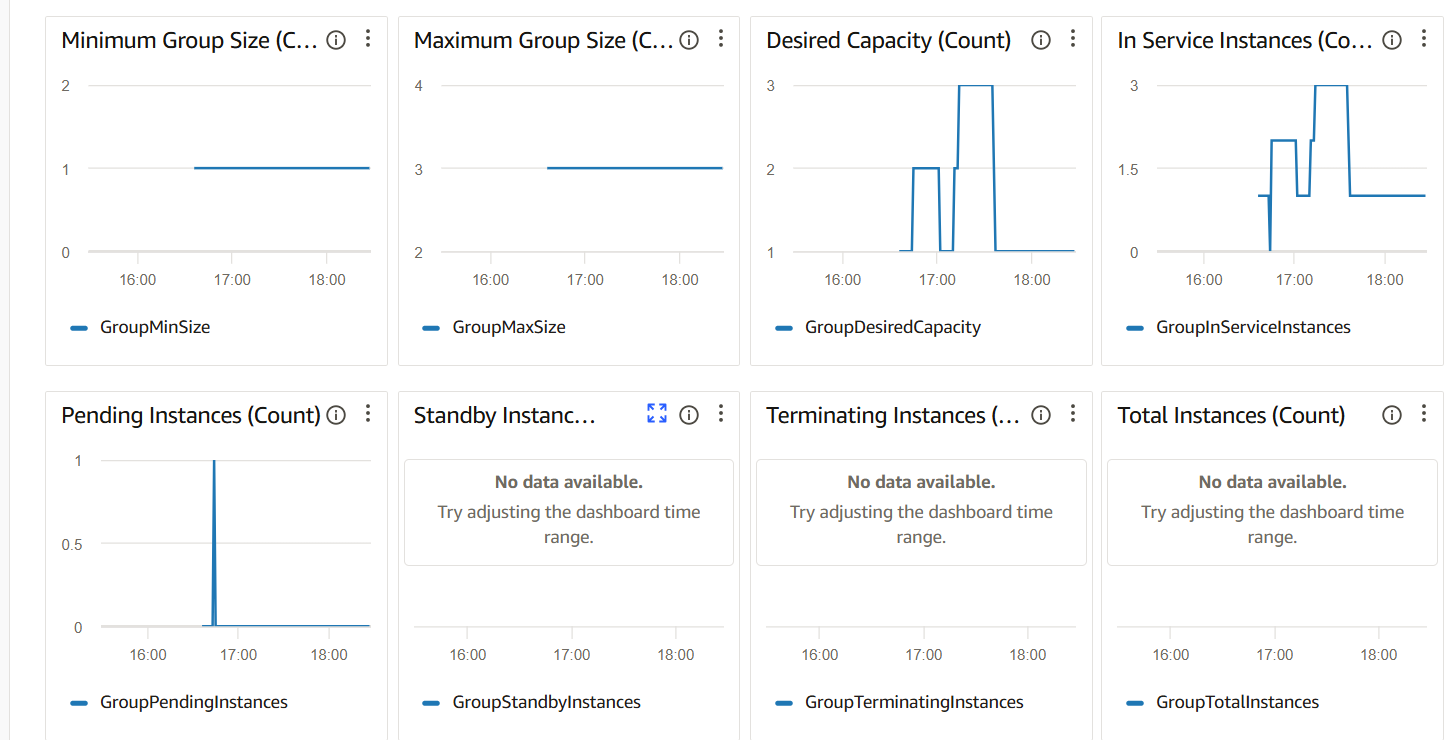 Minimum Group Size (C...
2
1
0
16:00 17:00 18:00
GroupMinSize
Maximum Group Size (C...
4
3
2
16:00 17:00 18:00
GroupMaxSize
Desired Capacity (Count)
3
2
1
16:00 17:00 18:00
GroupDesiredCapacity
In Service Instances (Co...
3
1.5
0
16:00 17:00 18:00
GroupInServiceInstances
Pending Instances (Count)
1
0.5
0
16:00 17:00 18:00
GroupPendingInstances
Standby Instanc...
No data available.
Try adjusting the dashboard time
range.
16:00 17:00 18:00
GroupStandbyInstances
Terminating Instances (...
No data available.
Try adjusting the dashboard time
range.
16:00 17:00 18:00
GroupTerminatingInstances
Total Instances (Count)
No data available.
Try adjusting the dashboard time
range.
16:00 17:00 18:00
GroupTotalInstances